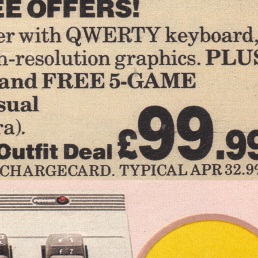 EE OFFERS!
er with QWERTY keyboard,
h-resolution graphics. PLUS
and FREE 5-GAME
sual
ra).
Outfit Deal £99.99
CHARGECARD. TYPICAL APR 32.9%